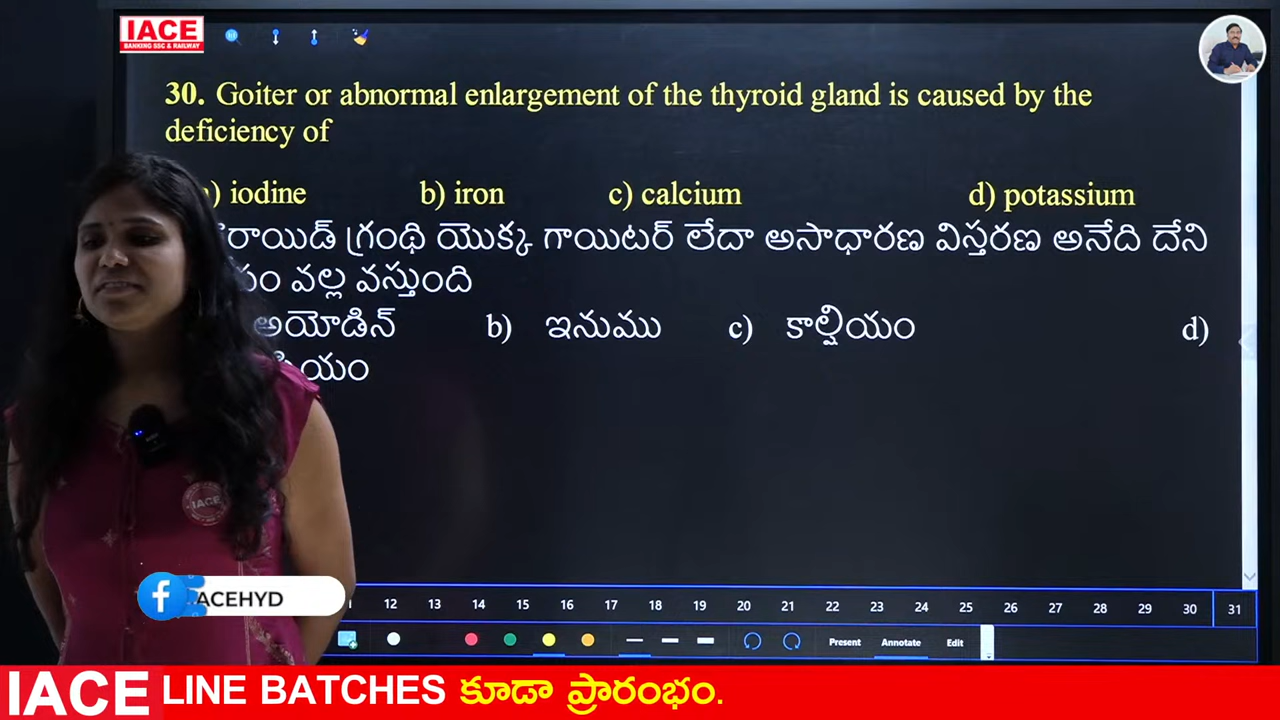 IACE
BANKING SSC & RAILWAY
30. Goiter or abnormal enlargement of the thyroid gland is caused by the
deficiency of
iodine b) iron c) calcium d) potassium
గ్రంథి యొక్క గాయిటర్ లేదా అసాధారణ విస్తరణ అనేది దేని
వల్ల వస్తుంది
అయోడిన్ b) ఇనుము c) కాల్షియం d)
IACE
ACEHYD
12 13 14 15 16 17 18 19 20 21 22 23 24 25 26 27 28 29 30 31
Present Annotate Edit
IACE LINE BATCHES కూడా ప్రారంభం.